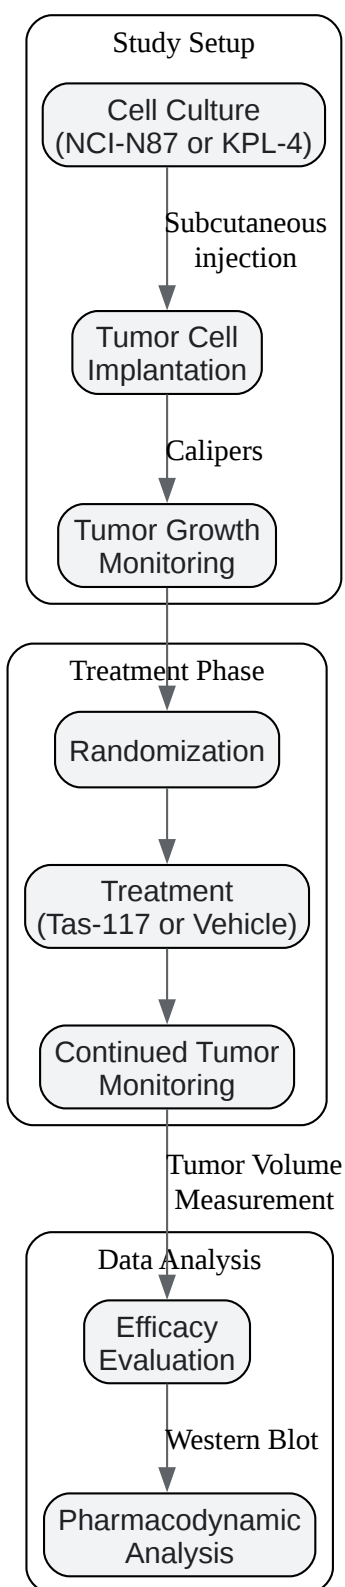 Study Setup
Cell Culture
(NCI-N87 or KPL-4)
Subcutaneous
injection
Tumor Cell
Implantation
Calipers
Tumor Growth
Monitoring
Treatment Phase
Randomization
Treatment
(Tas-117 or Vehicle)
Continued Tumor
Monitoring
Tumor Volume
Measurement
Data Analysis
Efficacy
Evaluation
Western Blot
Pharmacodynamic
Analysis